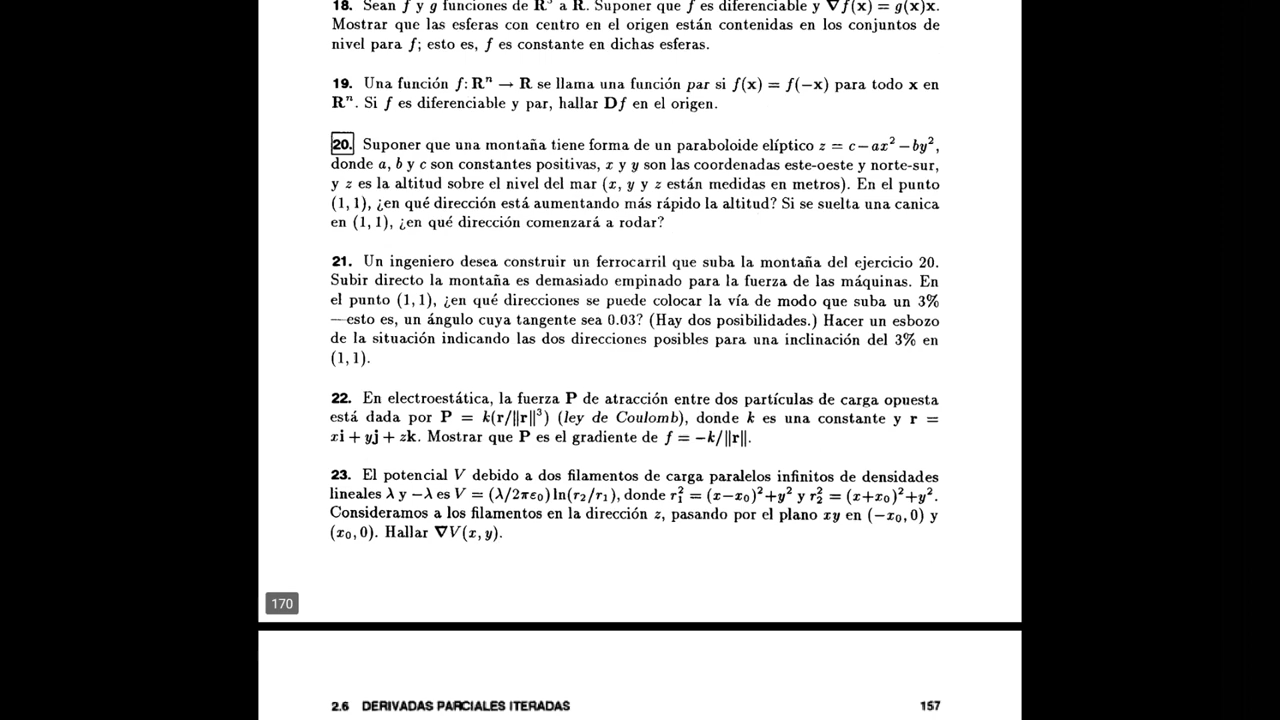 18. Sean f y g funciones de R³ a R. Suponer que f es diferenciable y ∇f(x) = g(x)x.
Mostrar que las esferas con centro en el origen están contenidas en los conjuntos de
nivel para f; esto es, f es constante en dichas esferas.
19. Una función f: Rⁿ → R se llama una función par si f(x) = f(−x) para todo x en
Rⁿ. Si f es diferenciable y par, hallar Df en el origen.
20. Suponer que una montaña tiene forma de un paraboloide elíptico z = c−ax²−by²,
donde a, b y c son constantes positivas, x y y son las coordenadas este-oeste y norte-sur,
y z es la altitud sobre el nivel del mar (x, y y z están medidas en metros). En el punto
(1, 1), ¿en qué dirección está aumentando más rápido la altitud? Si se suelta una canica
en (1, 1), ¿en qué dirección comenzará a rodar?
21. Un ingeniero desea construir un ferrocarril que suba la montaña del ejercicio 20.
Subir directo la montaña es demasiado empinado para la fuerza de las máquinas. En
el punto (1, 1), ¿en qué direcciones se puede colocar la vía de modo que suba un 3%
—esto es, un ángulo cuya tangente sea 0.03? (Hay dos posibilidades.) Hacer un esbozo
de la situación indicando las dos direcciones posibles para una inclinación del 3% en
(1, 1).
22. En electroestática, la fuerza P de atracción entre dos partículas de carga opuesta
está dada por P = k(r/||r||³) (ley de Coulomb), donde k es una constante y r =
xi + yj + zk. Mostrar que P es el gradiente de f = −k/||r||.
23. El potencial V debido a dos filamentos de carga paralelos infinitos de densidades
lineales λ y −λ es V = (λ/2πε₀) ln(r₂/r₁), donde r₁² = (x−x₀)²+y² y r₂² = (x+x₀)²+y².
Consideramos a los filamentos en la dirección z, pasando por el plano xy en (−x₀, 0) y
(x₀, 0). Hallar ∇V(x, y).
170
2.6 DERIVADAS PARCIALES ITERADAS 157